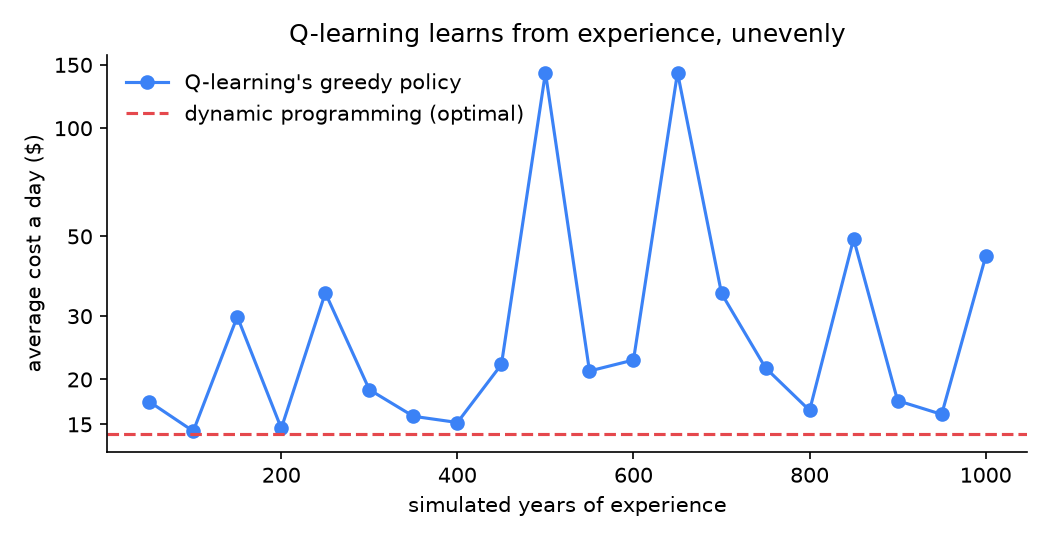 Q-learning learns from experience, unevenly
Q-learning's greedy policy
dynamic programming (optimal)
average cost a day ($)
150
100
50
30
20
15
200 400 600 800 1000
simulated years of experience